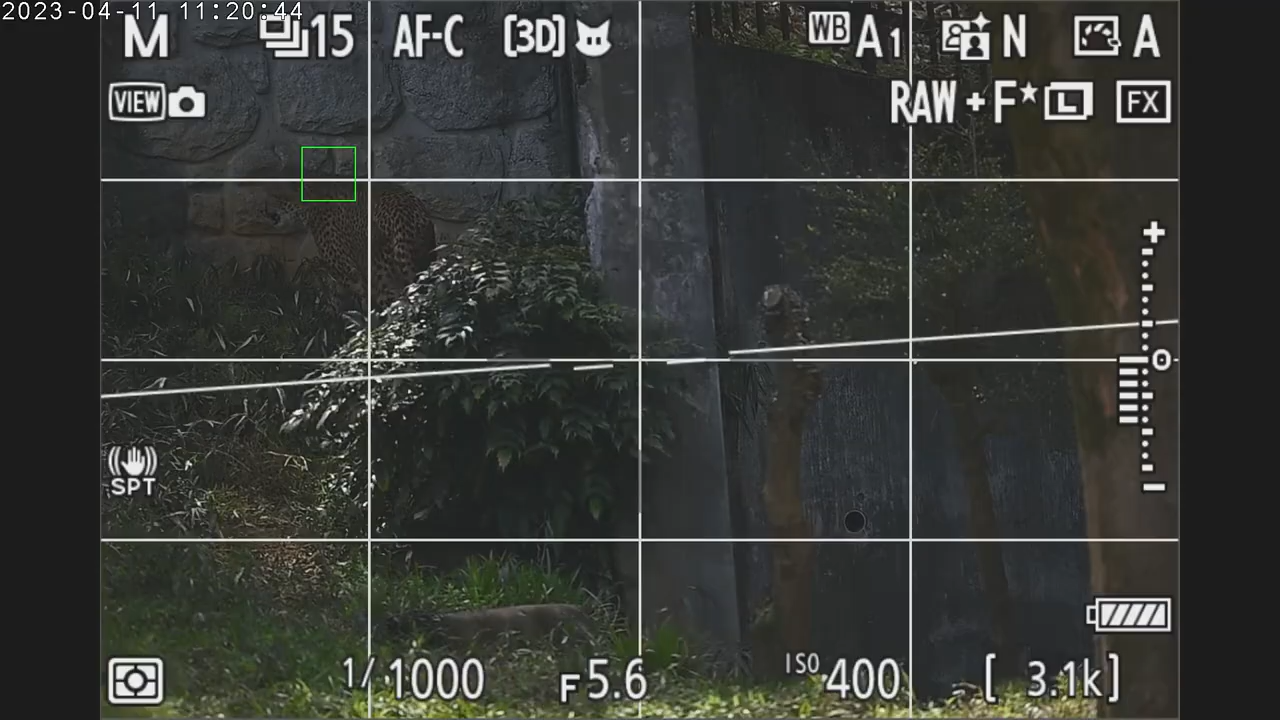 2023-04-11 11:20:44
M 15 AF-C [3D] WB A1 N A
VIEW RAW+F★ L FX
+
0
SPT
−
1/1000 F5.6 ISO 400 [ 3.1k]